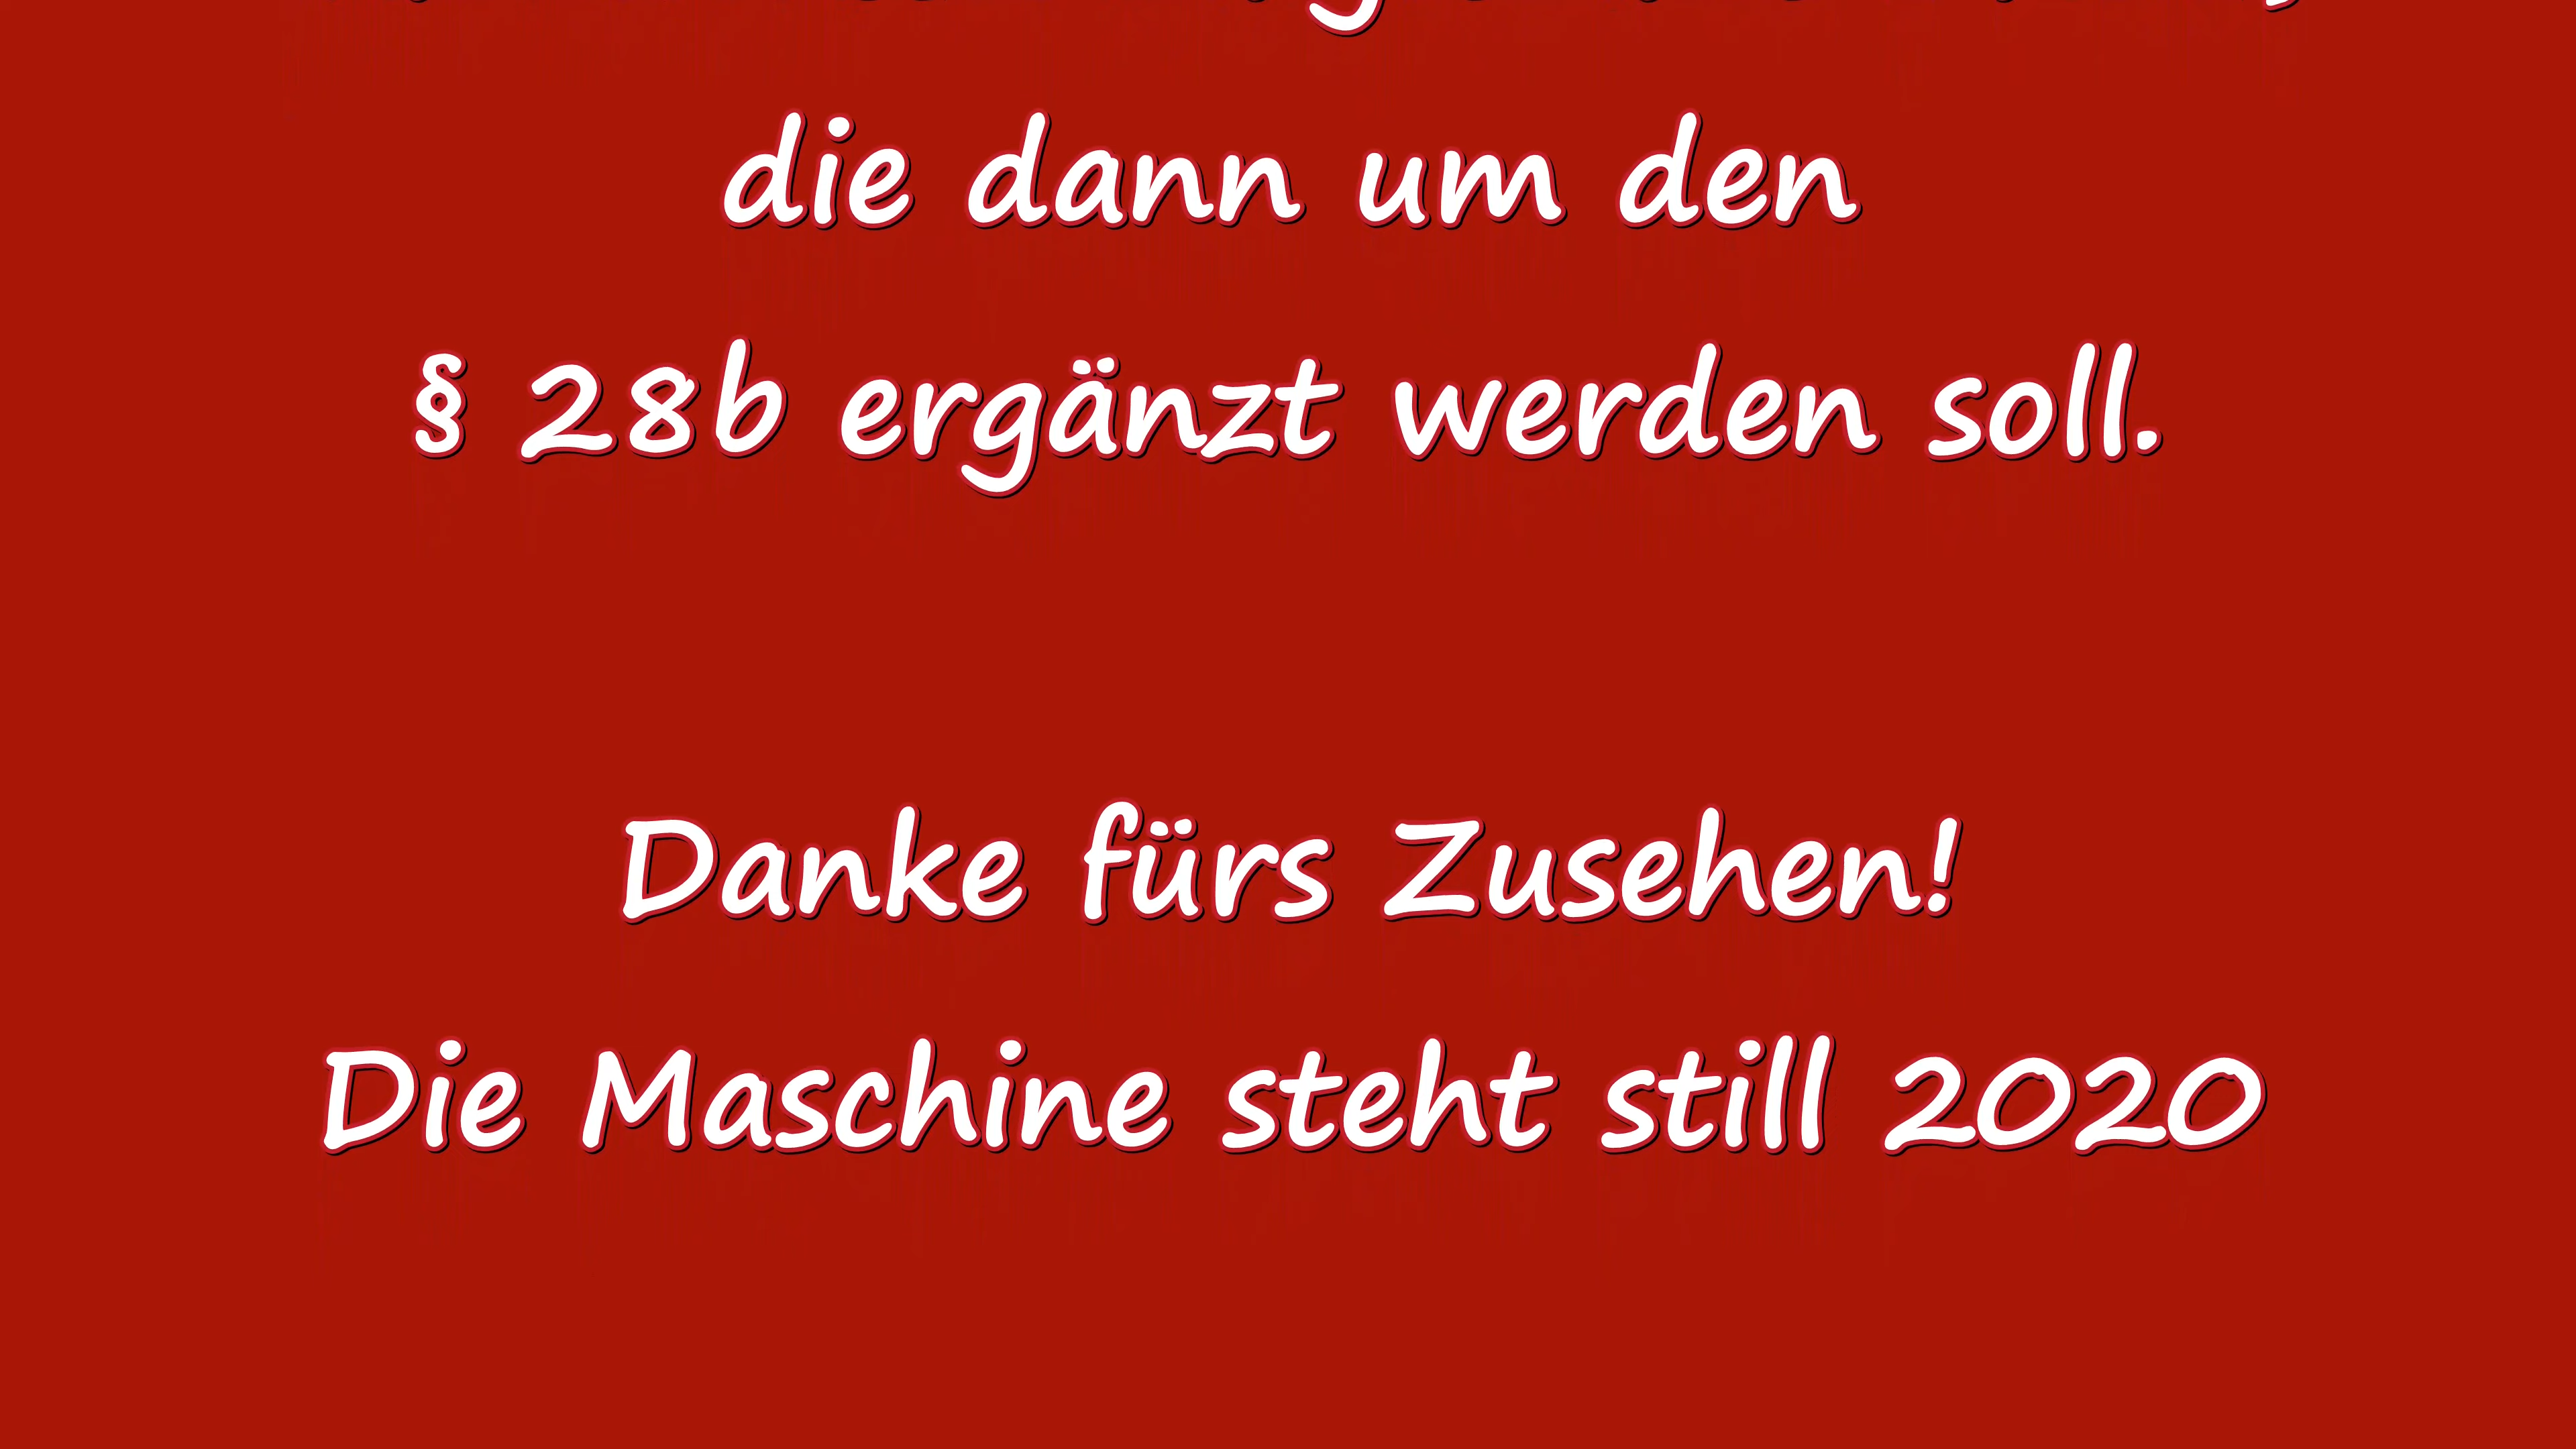 die dann um den
§ 28b ergänzt werden soll.
Danke fürs Zusehen!
Die Maschine steht still 2020